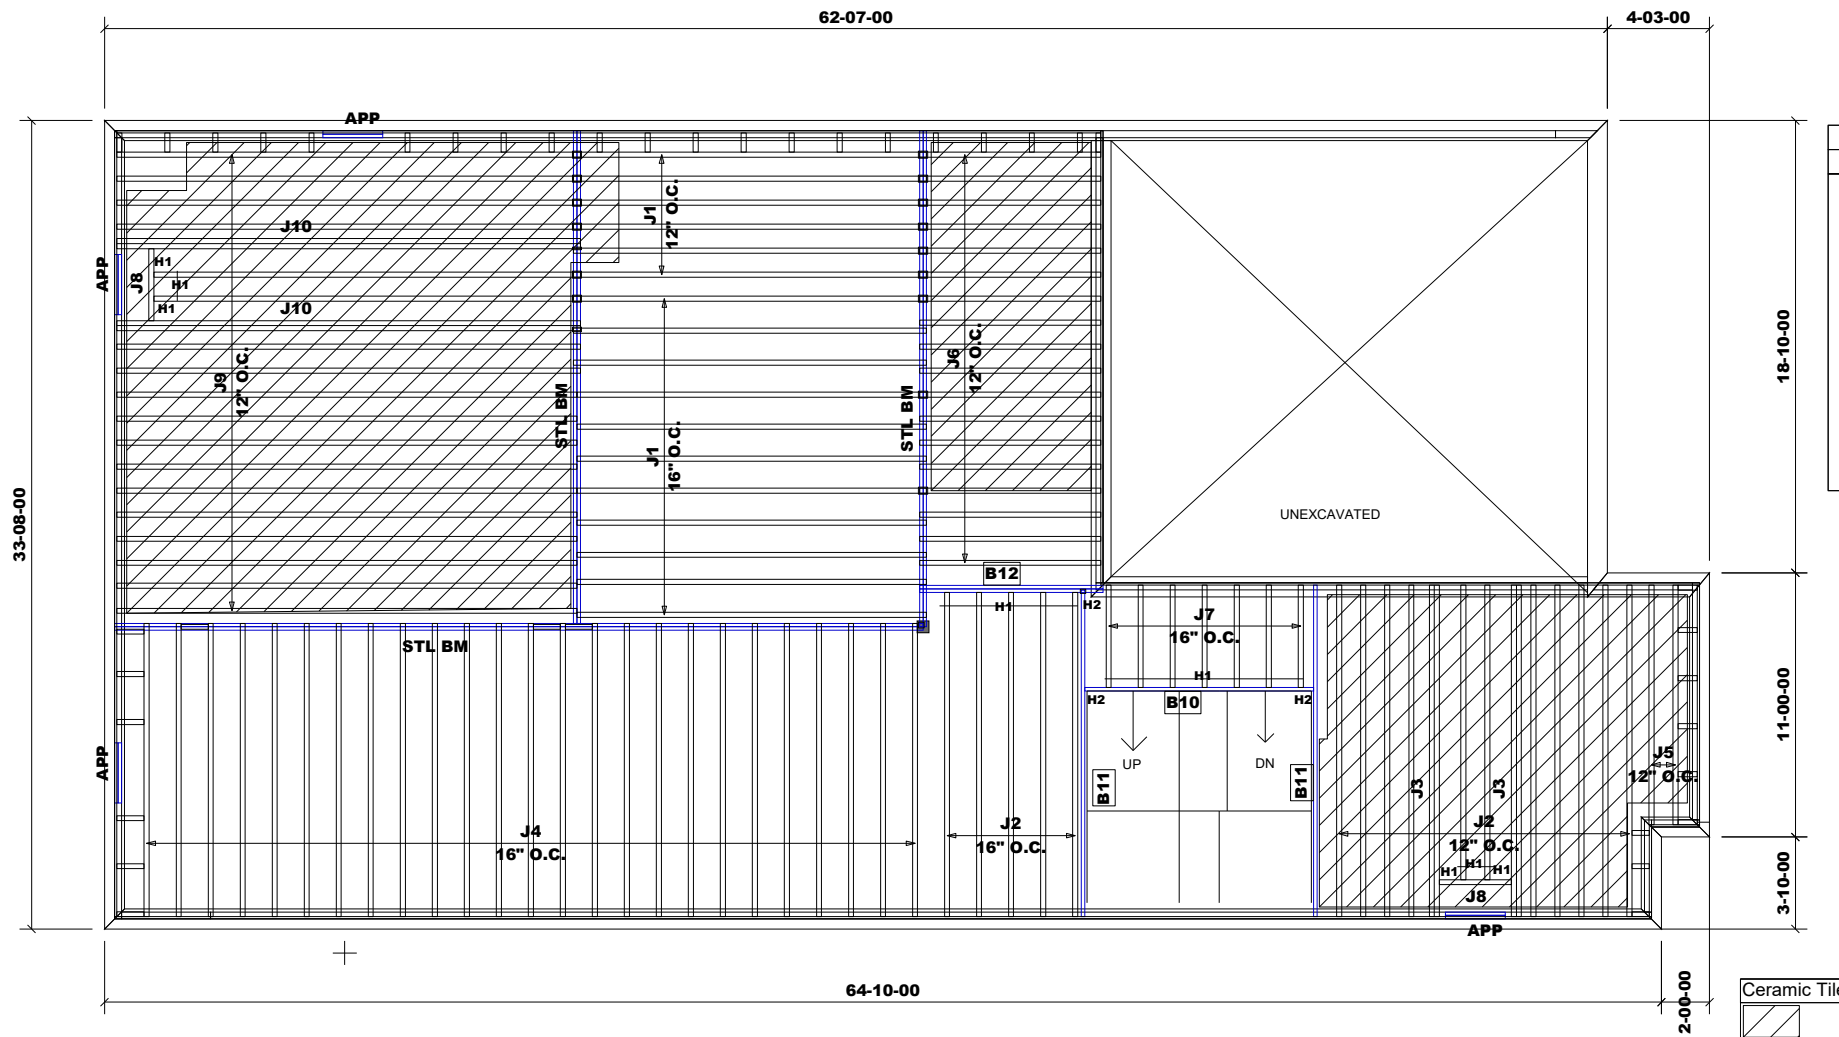 62-07-00
4-03-00
APP
J10
J1
12" O.C.
H1
APP
J8
H1
J10
H1
18-10-00
J6
12" O.C.
J9
12" O.C.
STL BM
STL BM
J1
16" O.C.
33-08-00
UNEXCAVATED
B12
H1
H2
J7
16" O.C.
STL BM
H1
H2
B10
H2
11-00-00
APP
UP
DN
J5
12" O.C.
B11
B11
J3
J3
J4
16" O.C.
J2
16" O.C.
J2
12" O.C.
H1
H1
H1
J8
3-10-00
APP
64-10-00
2-00-00
Ceramic Tile